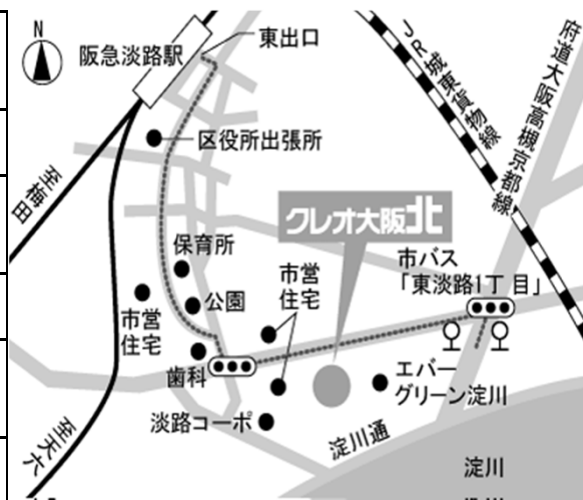 N
阪急淡路駅
東出口
JR城東貨物線
府道大阪高槻京都線
区役所出張所
至梅田
クレオ大阪北
保育所
市バス
「東淡路1丁目」
市営
住宅
公園
市営
住宅
歯科
エバー
グリーン淀川
淡路コーポ
淀川通
至天六
淀川